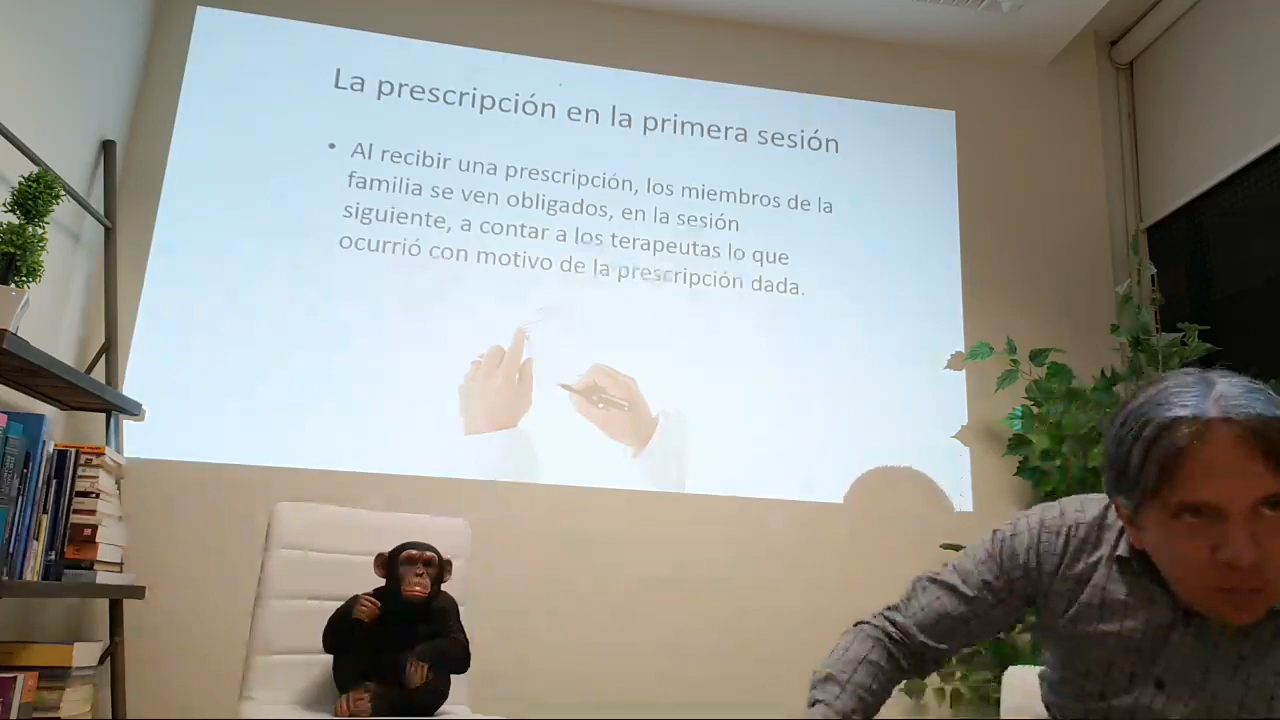 La prescripción en la primera sesión
• Al recibir una prescripción, los miembros de la
familia se ven obligados, en la sesión
siguiente, a contar a los terapeutas lo que
ocurrió con motivo de la prescripción dada.